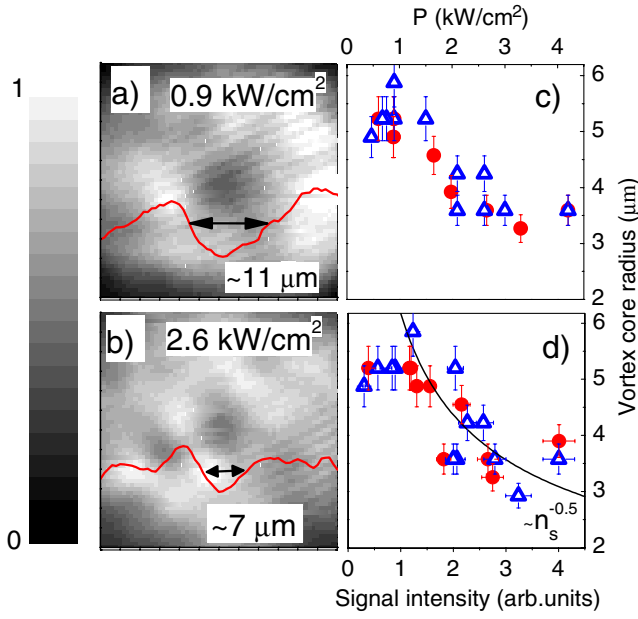 P (kW/cm²)
0 1 2 3 4
1
a)
0.9 kW/cm²
~11 μm
c)
6
5
4
3
2
b)
2.6 kW/cm²
~7 μm
d)
~n_s^-0.5
6
5
4
3
2
Vortex core radius (μm)
0
0 1 2 3 4
Signal intensity (arb.units)